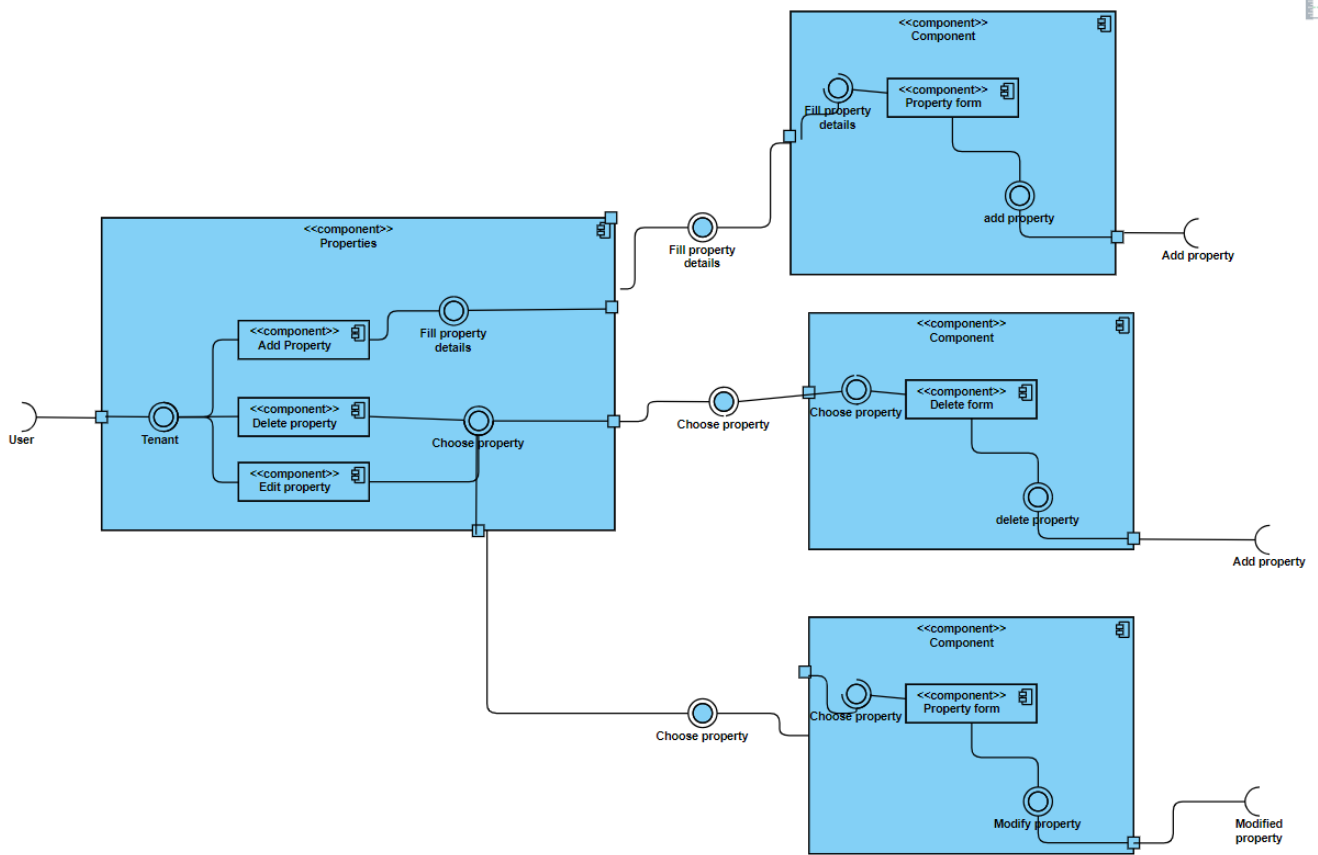 <<component>>
Component
<<component>>
Property form
Fill property
details
add property
Add property
<<component>>
Properties
Fill property
details
<<component>>
Add Property
Fill property
details
<<component>>
Delete property
Choose property
<<component>>
Edit property
User
Tenant
Choose property
<<component>>
Component
<<component>>
Delete form
Choose property
delete property
Add property
<<component>>
Component
<<component>>
Property form
Choose property
Choose property
Modify property
Modified
property